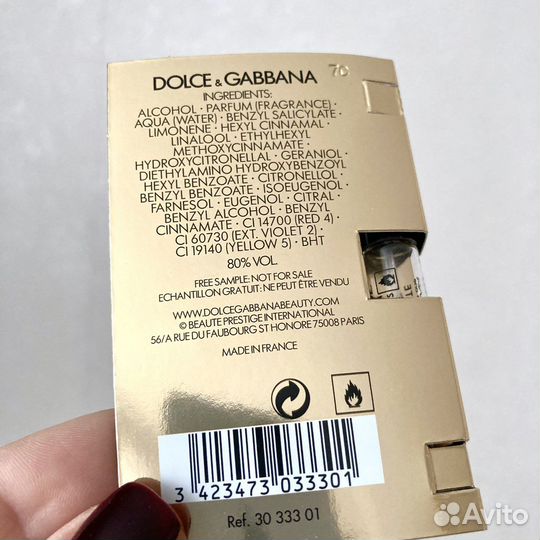 DOLCE & GABBANA
70
INGREDIENTS:
ALCOHOL · PARFUM (FRAGRANCE) ·
AQUA (WATER) · BENZYL SALICYLATE ·
LIMONENE · HEXYL CINNAMAL ·
LINALOOL · ETHYLHEXYL
METHOXYCINNAMATE ·
HYDROXYCITRONELLAL · GERANIOL ·
DIETHYLAMINO HYDROXYBENZOYL
HEXYL BENZOATE · CITRONELLOL ·
BENZYL BENZOATE · ISOEUGENOL ·
FARNESOL · EUGENOL · CITRAL ·
BENZYL ALCOHOL · BENZYL
CINNAMATE · CI 14700 (RED 4) ·
CI 60730 (EXT. VIOLET 2) ·
CI 19140 (YELLOW 5) · BHT
80% VOL.
FREE SAMPLE: NOT FOR SALE
ECHANTILLON GRATUIT: NE PEUT ÊTRE VENDU
WWW.DOLCEGABBANABEAUTY.COM
© BEAUTE PRESTIGE INTERNATIONAL
56/A RUE DU FAUBOURG ST HONORE 75008 PARIS
MADE IN FRANCE
3 423473 033301
Ref. 30 333 01
Avito